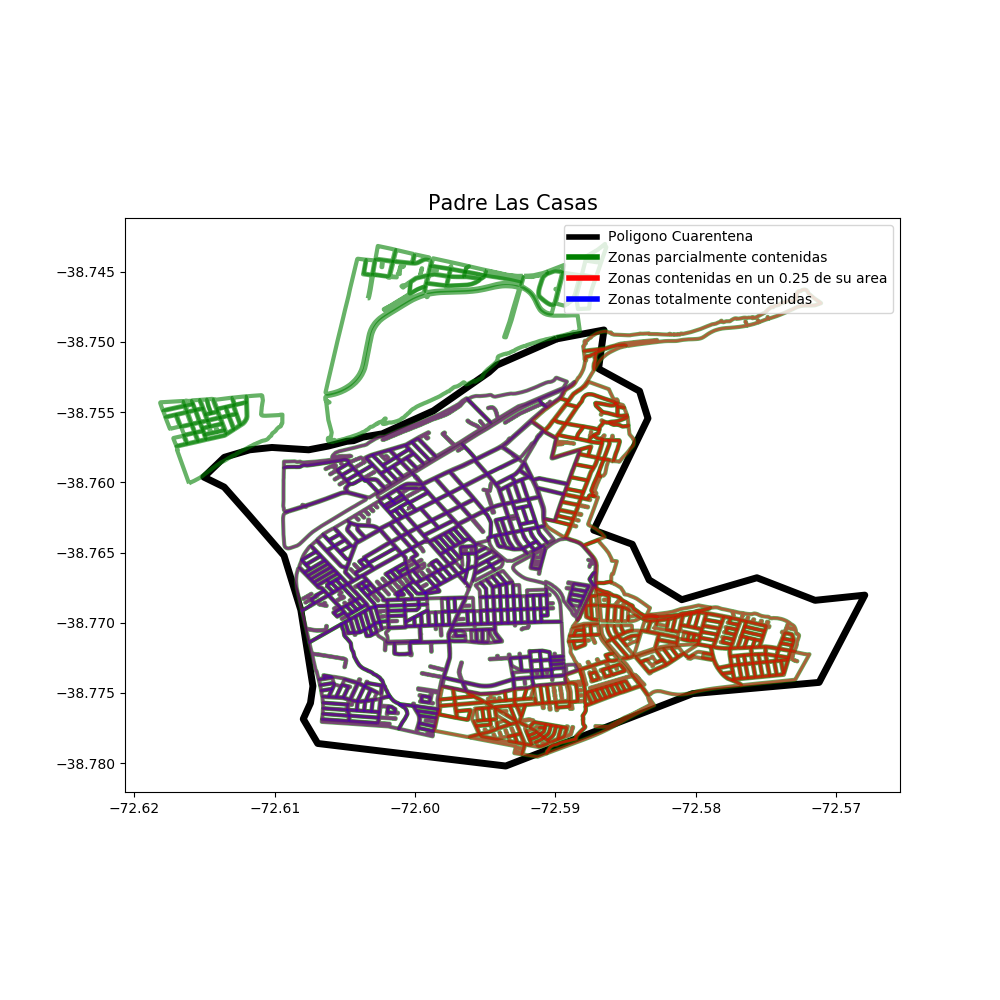 Padre Las Casas
Poligono Cuarentena
Zonas parcialmente contenidas
Zonas contenidas en un 0.25 de su area
Zonas totalmente contenidas
−38.745
−38.750
−38.755
−38.760
−38.765
−38.770
−38.775
−38.780
−72.62
−72.61
−72.60
−72.59
−72.58
−72.57